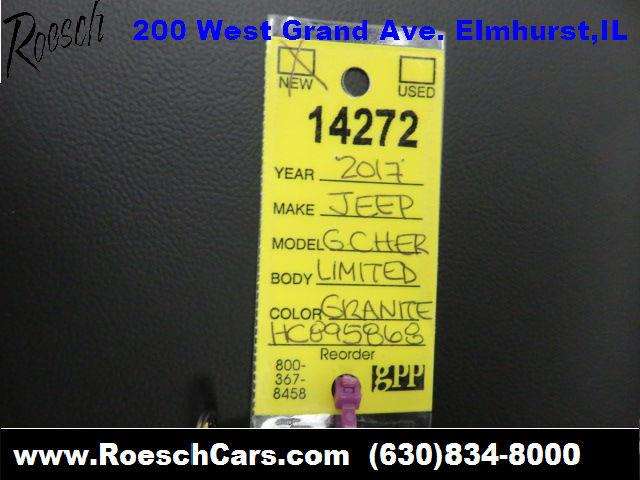 Roesch 200 West Grand Ave. Elmhurst,IL
NEW USED
14272
YEAR 2017
MAKE JEEP
MODEL G.CHER
BODY LIMITED
COLOR GRANITE
HC895868
Reorder
800-
367-
8458
gpp
www.RoeschCars.com (630)834-8000